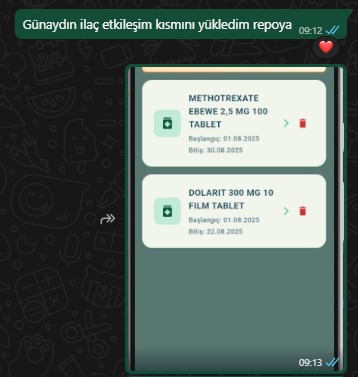 Günaydın ilaç etkileşim kısmını yükledim repoya
09:12
METHOTREXATE
EBEWE 2,5 MG 100
TABLET
Başlangıç: 01.08.2025
Bitiş: 30.08.2025
DOLARIT 300 MG 10
FILM TABLET
Başlangıç: 01.08.2025
Bitiş: 22.08.2025
09:13